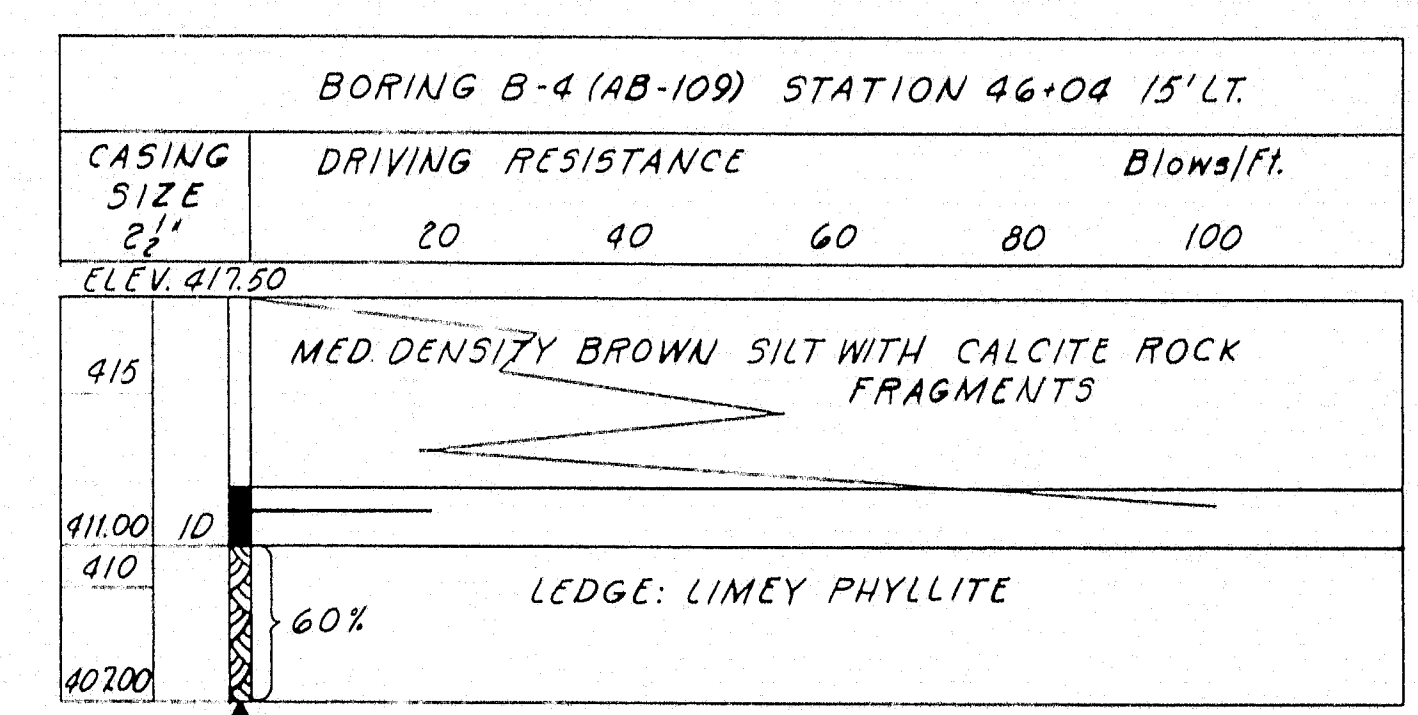 BORING B-4 (AB-109) STATION 46+04 15' LT.
CASING SIZE 2½"
DRIVING RESISTANCE Blows/Ft.
20 40 60 80 100
ELEV. 417.50
415
MED. DENSITY BROWN SILT WITH CALCITE ROCK
FRAGMENTS
411.00 1D
410
LEDGE: LIMEY PHYLLITE
60%
407.00